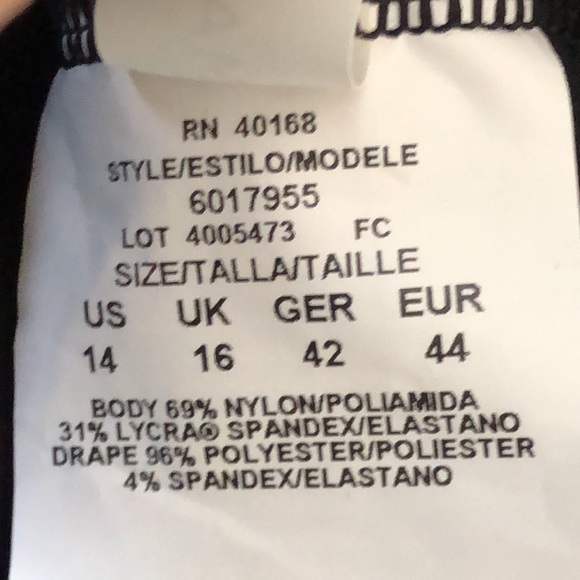 RN 40168
STYLE/ESTILO/MODELE
6017955
LOT 4005473 FC
SIZE/TALLA/TAILLE
US UK GER EUR
14 16 42 44
BODY 69% NYLON/POLIAMIDA
31% LYCRA® SPANDEX/ELASTANO
DRAPE 96% POLYESTER/POLIESTER
4% SPANDEX/ELASTANO